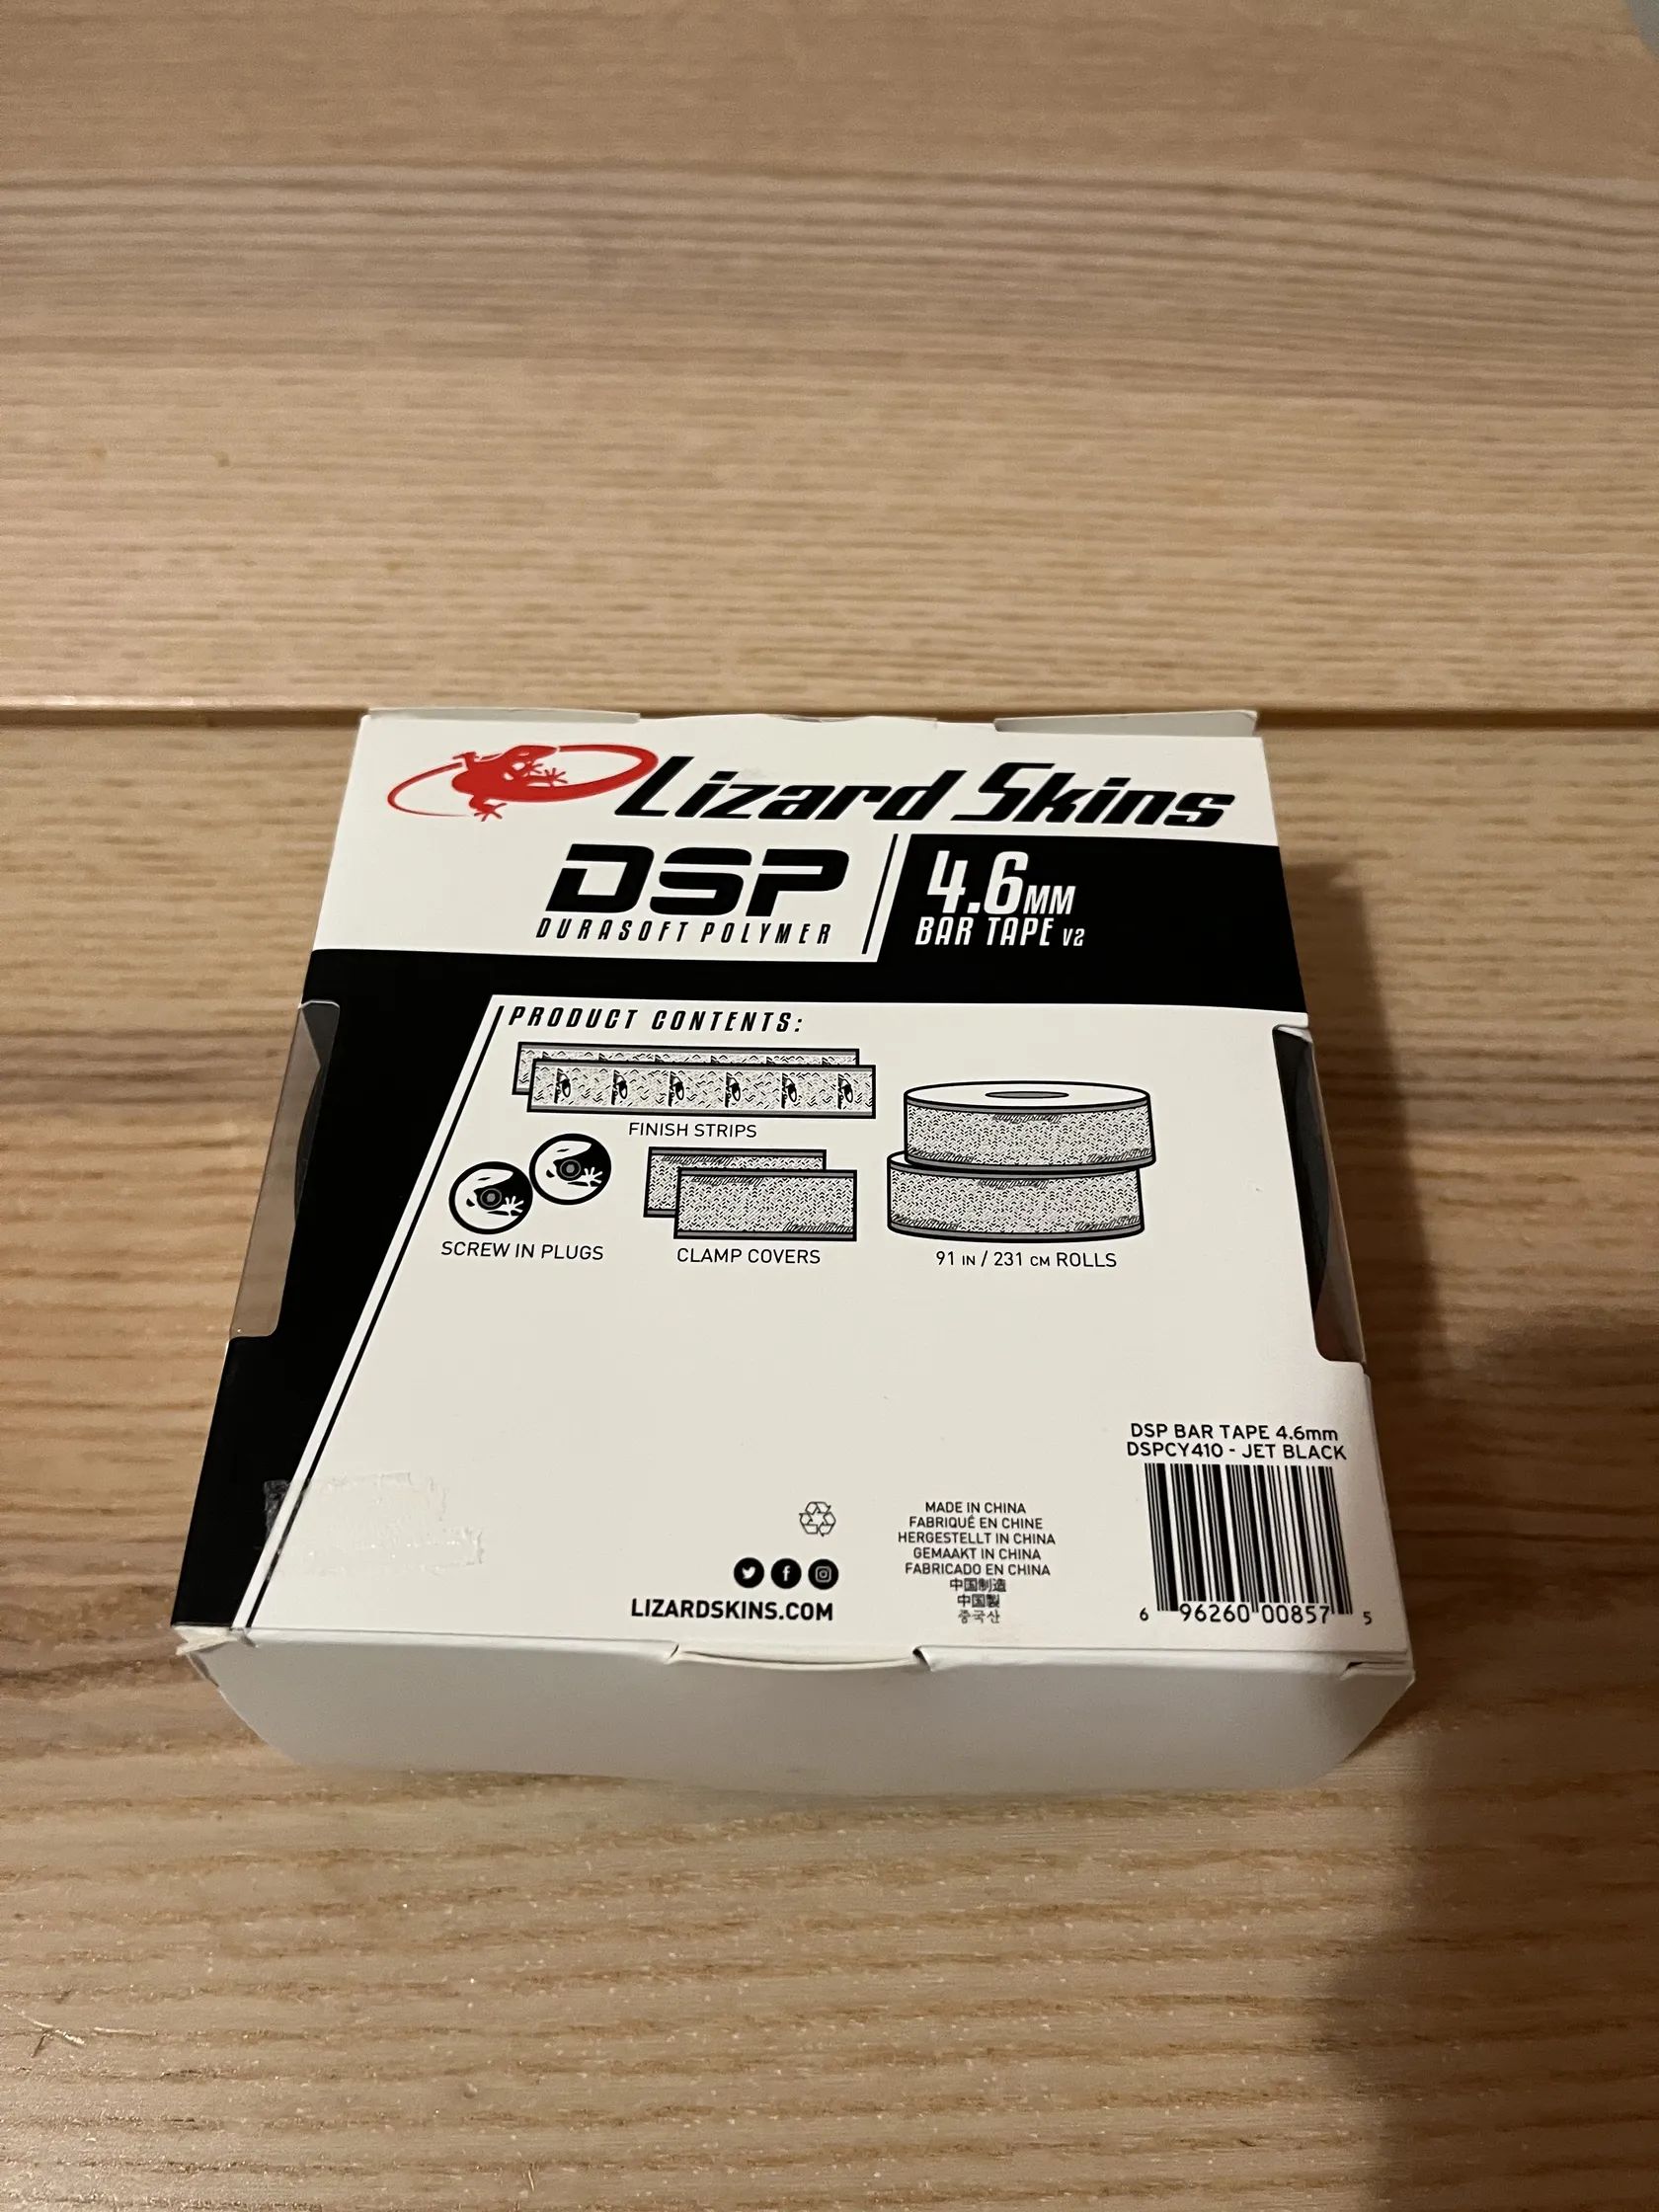 Lizard Skins
DSP
DURASOFT POLYMER
4.6MM
BAR TAPE V2
PRODUCT CONTENTS:
FINISH STRIPS
SCREW IN PLUGS
CLAMP COVERS
91 IN / 231 CM ROLLS
DSP BAR TAPE 4.6mm
DSPCY410 - JET BLACK
MADE IN CHINA
FABRIQUÉ EN CHINE
HERGESTELLT IN CHINA
GEMAAKT IN CHINA
FABRICADO EN CHINA
中国制造
中国製
중국산
LIZARDSKINS.COM
6 96260 00857 5